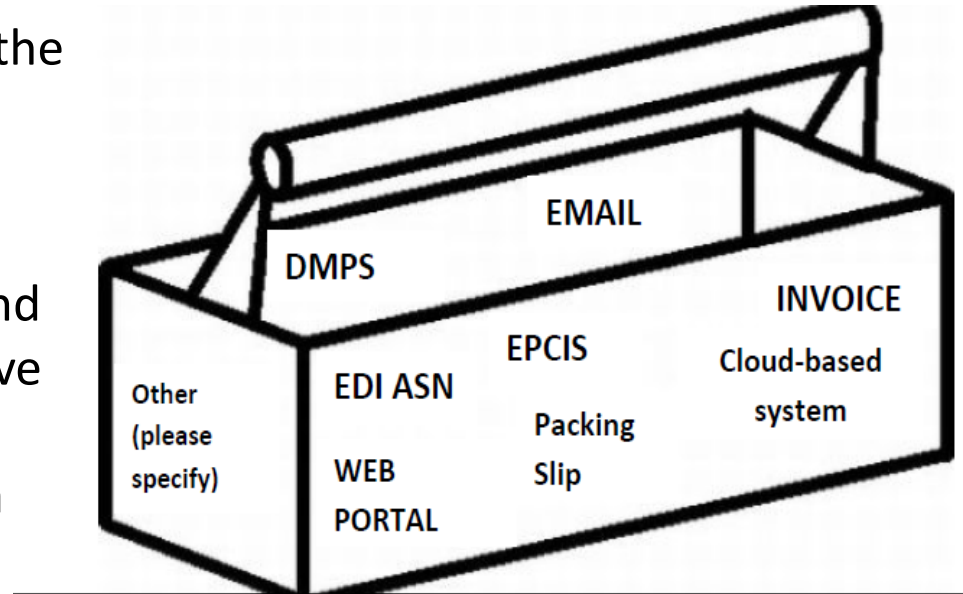 the
nd
ve
EMAIL
DMPS
INVOICE
EPCIS
Cloud-based
system
EDI ASN
Other
(please
specify)
Packing
Slip
WEB
PORTAL